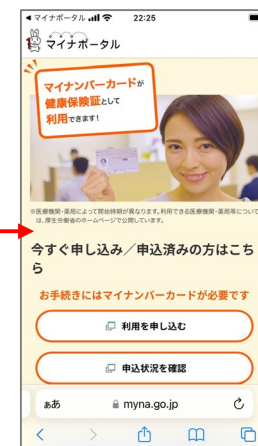 マイナポータル 22:25
マイナポータル
マイナンバーカードが
健康保険証として
利用できます!
※医療機関・薬局によって開始時期が異なります。利用できる医療機関・薬局等について
は、厚生労働省のホームページで公開しています。
今すぐ申し込み／申込済みの方はこち
ら
お手続きにはマイナンバーカードが必要です
利用を申し込む
申込状況を確認
ぁあ myna.go.jp